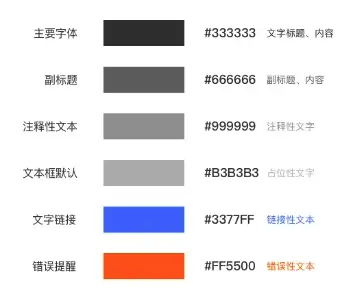 主要字体 #333333 文字标题、内容
副标题 #666666 副标题、内容
注释性文本 #999999 注释性文字
文本框默认 #B3B3B3 占位性文字
文字链接 #3377FF 链接性文本
错误提醒 #FF5500 错误性文本